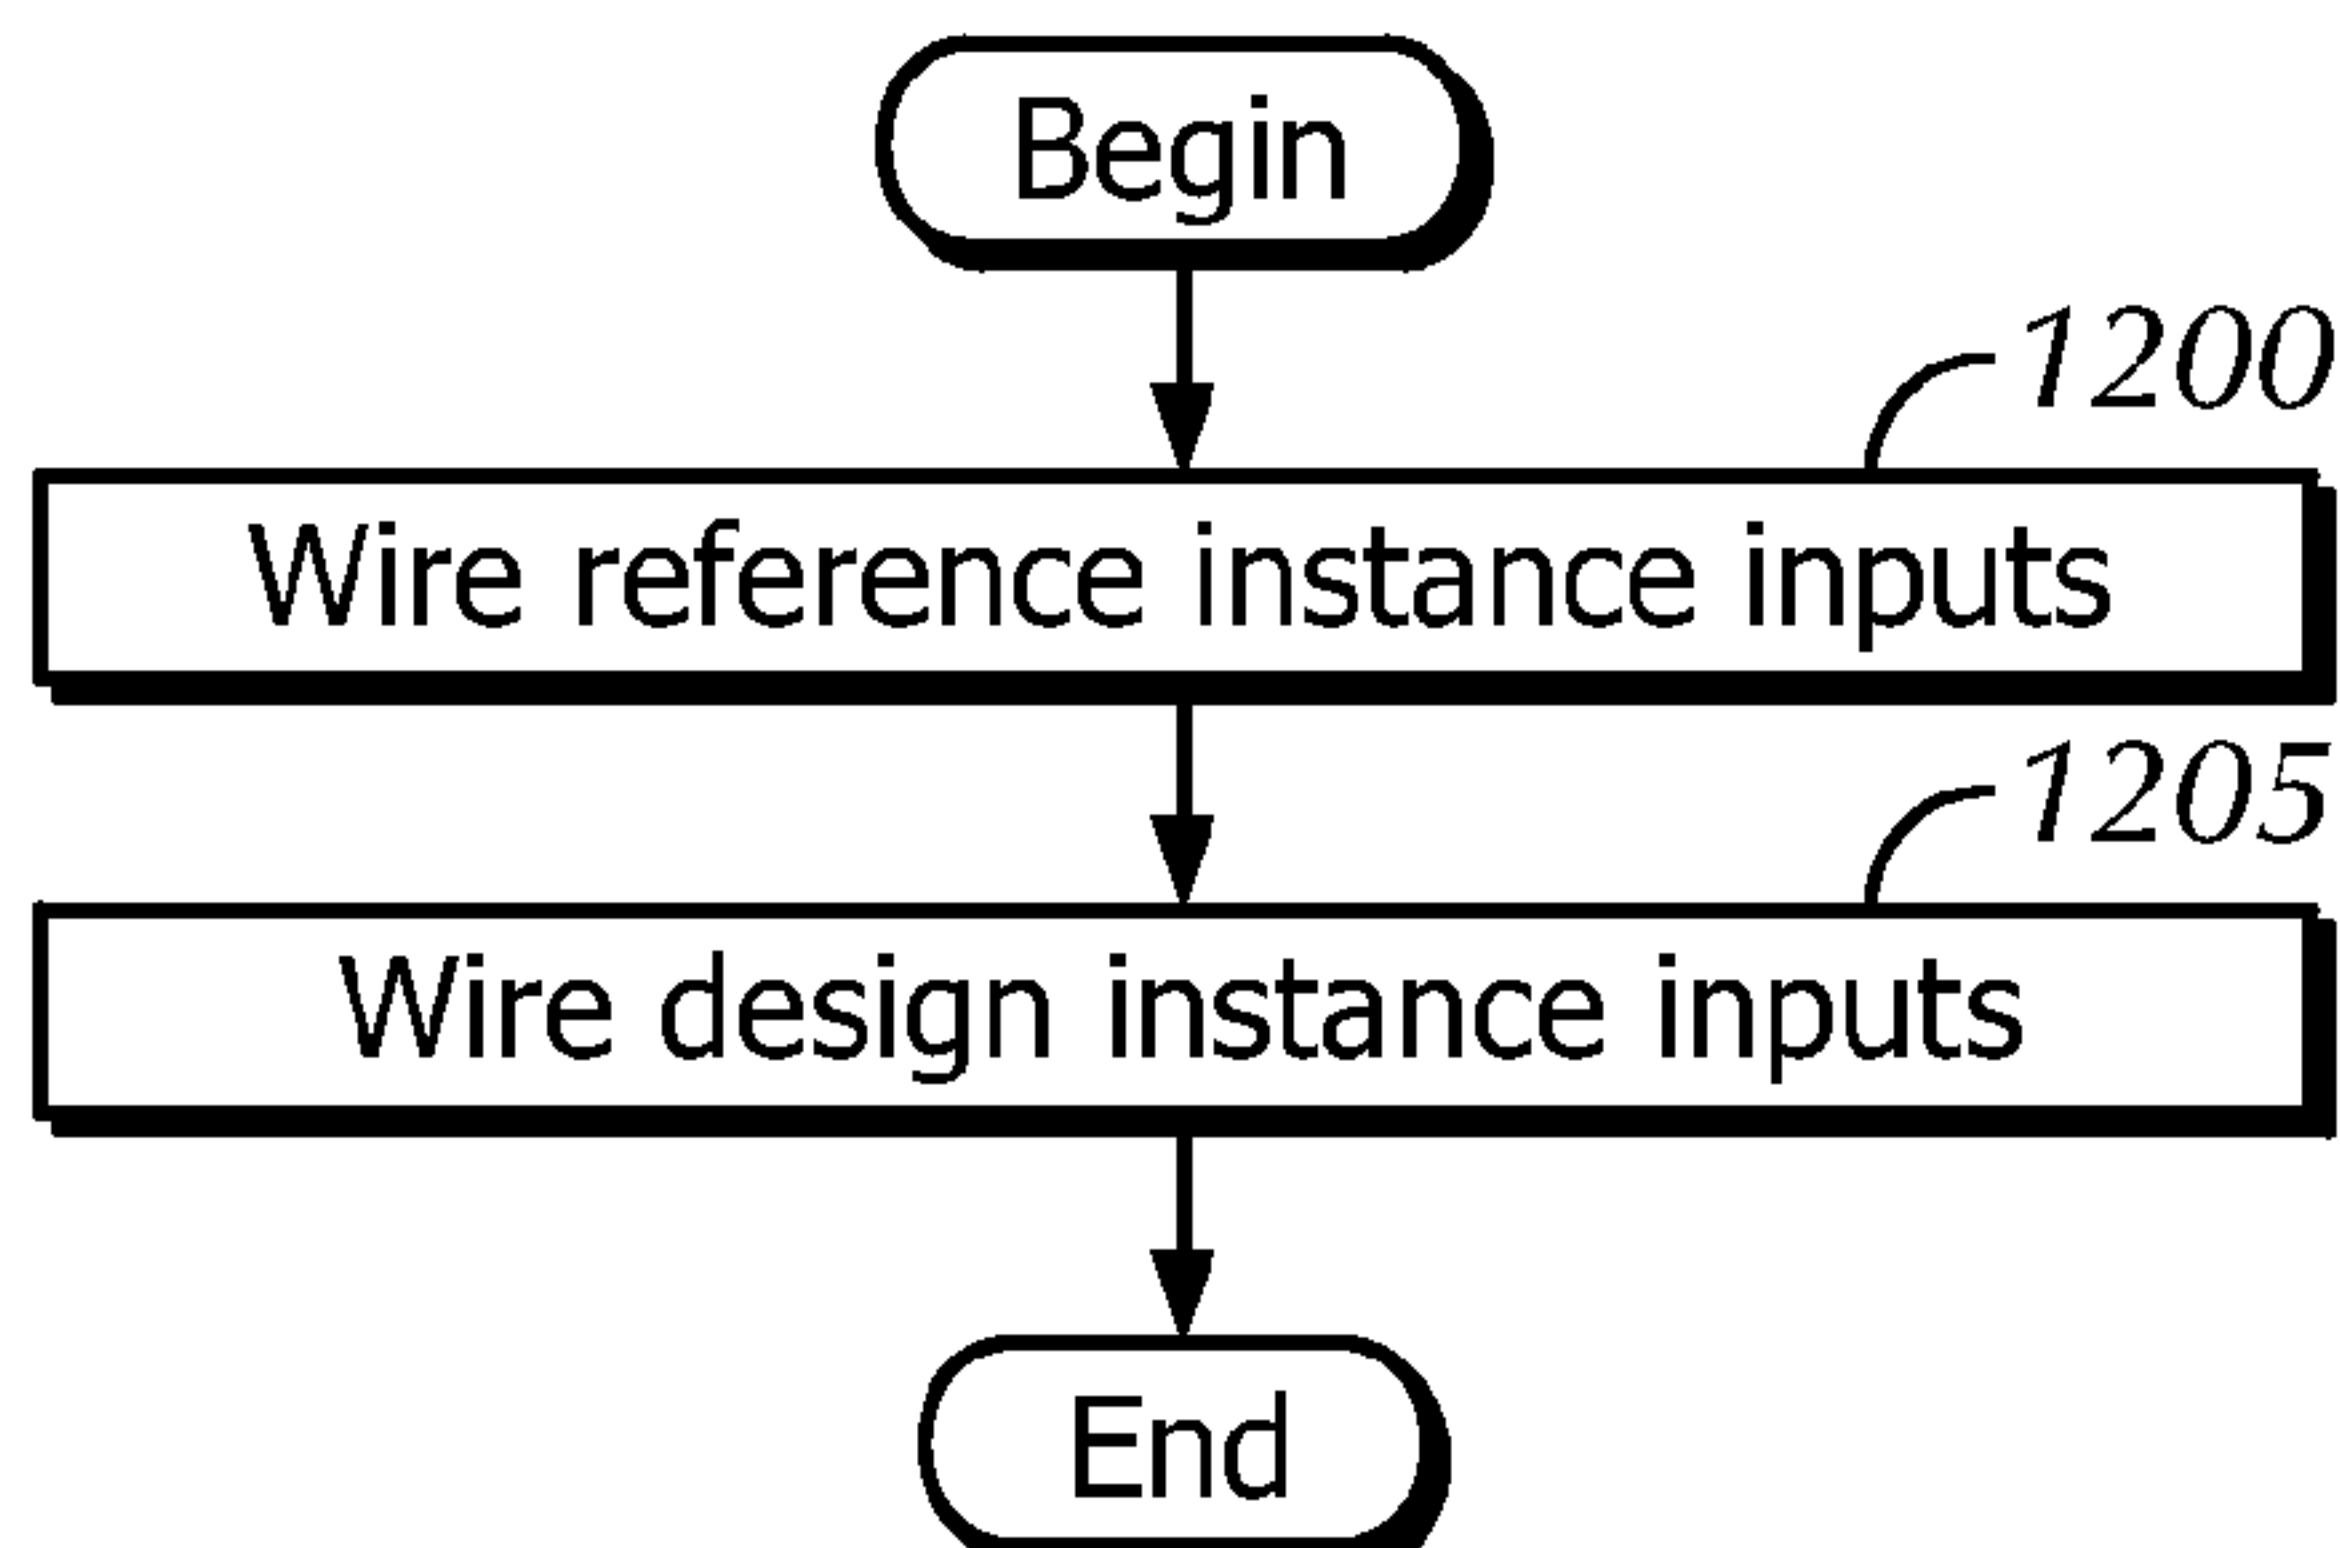 Begin
1200
Wire reference instance inputs
1205
Wire design instance inputs
End